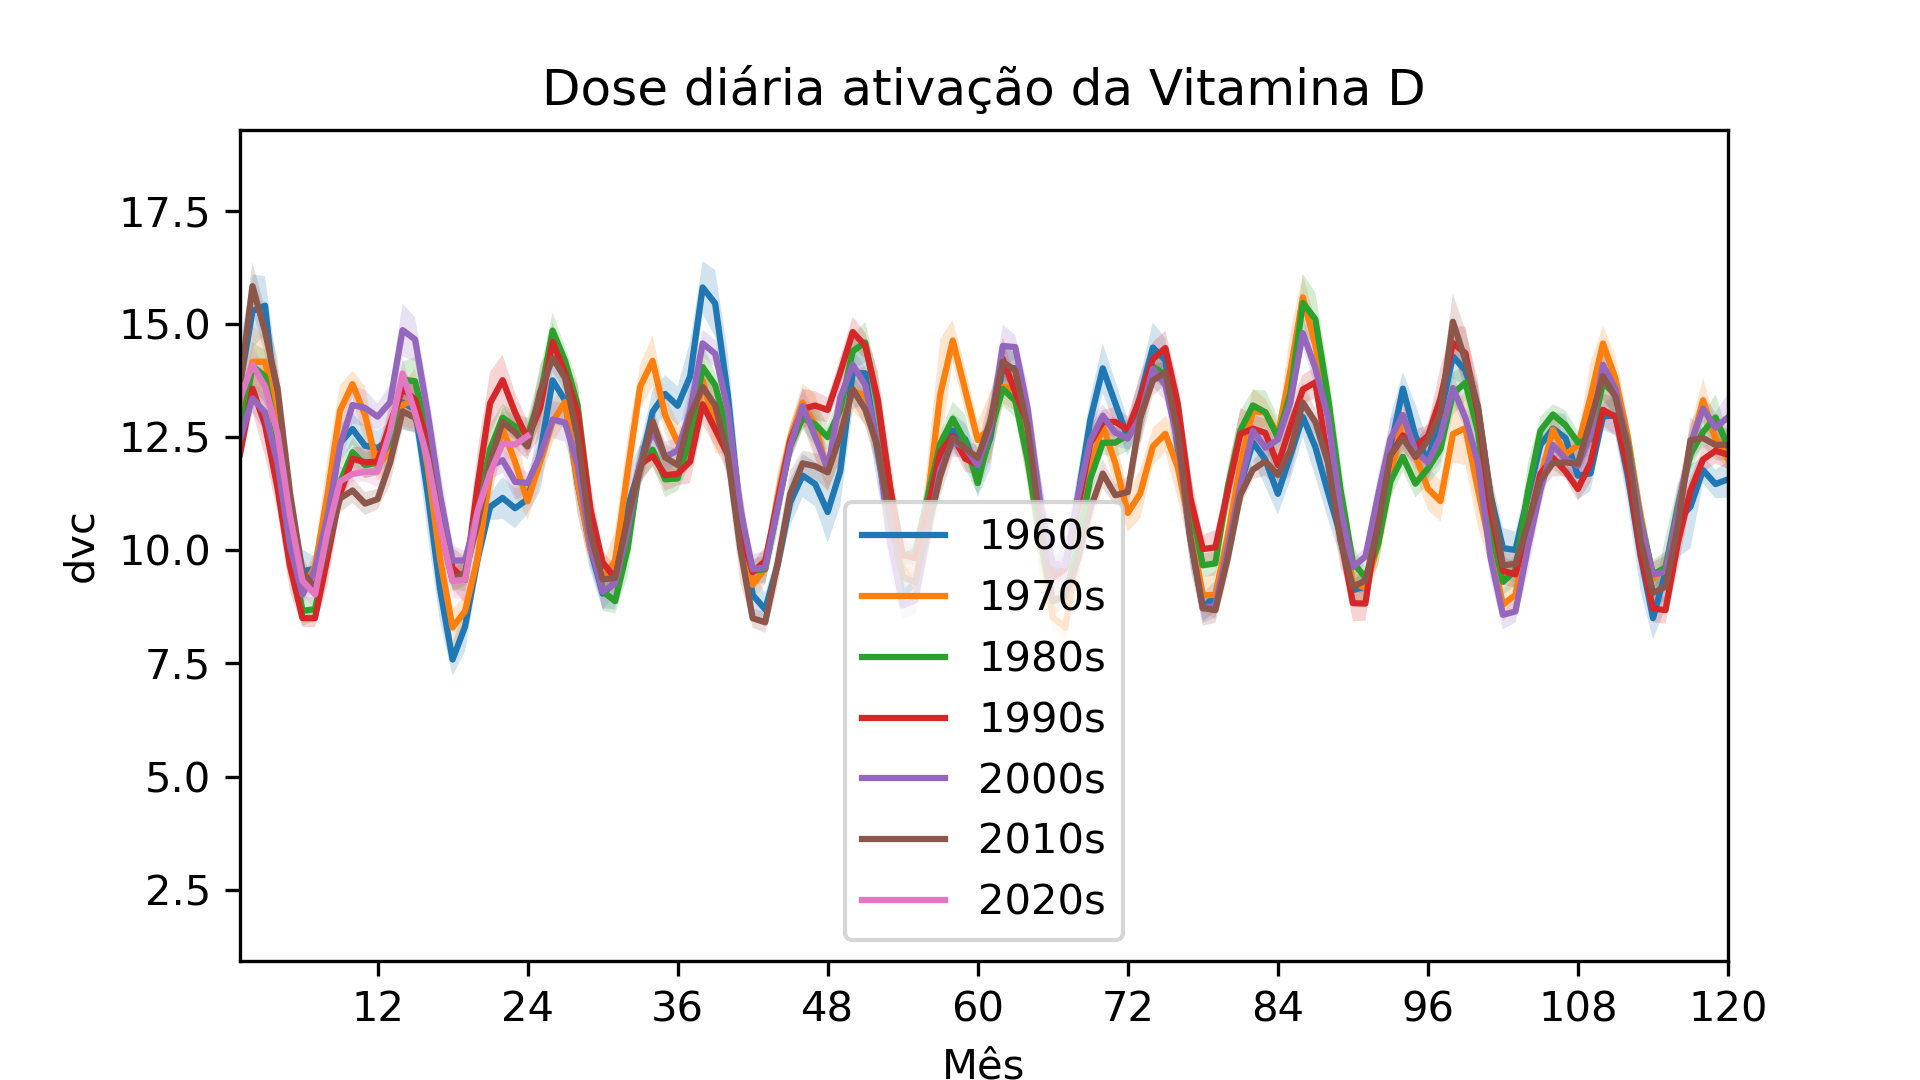 Dose diária ativação da Vitamina D
dvc
17.5
15.0
12.5
10.0
7.5
5.0
2.5
1960s
1970s
1980s
1990s
2000s
2010s
2020s
12 24 36 48 60 72 84 96 108 120
Mês